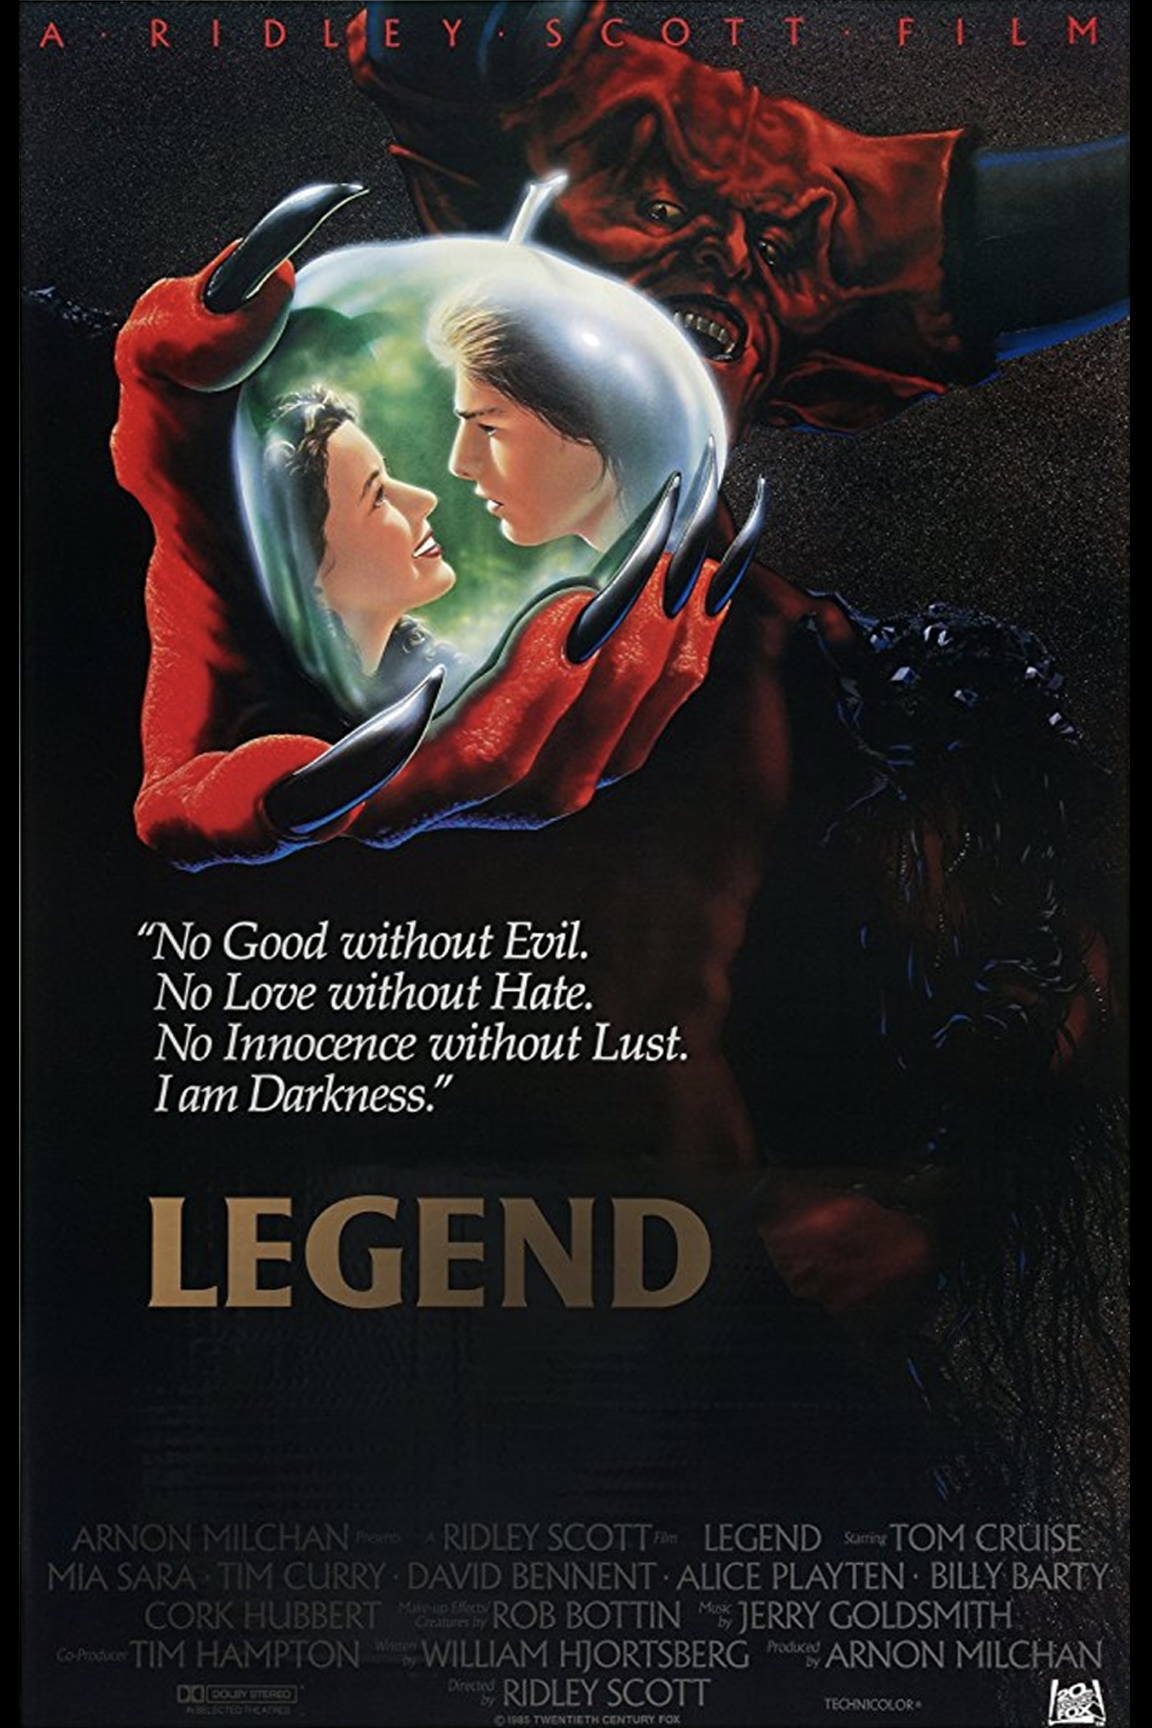 A · RIDLEY · SCOTT · FILM
“No Good without Evil.
No Love without Hate.
No Innocence without Lust.
I am Darkness.”
LEGEND
ARNON MILCHAN Presents A RIDLEY SCOTT Film LEGEND Starring TOM CRUISE
MIA SARA · TIM CURRY · DAVID BENNENT · ALICE PLAYTEN · BILLY BARTY
CORK HUBBERT Make-up Effects/Creatures by ROB BOTTIN Music by JERRY GOLDSMITH
Co-Producer TIM HAMPTON Written by WILLIAM HJORTSBERG Produced by ARNON MILCHAN
Directed by RIDLEY SCOTT
DOLBY STEREO
IN SELECTED THEATRES
TECHNICOLOR®
20th CENTURY FOX
©1985 TWENTIETH CENTURY FOX